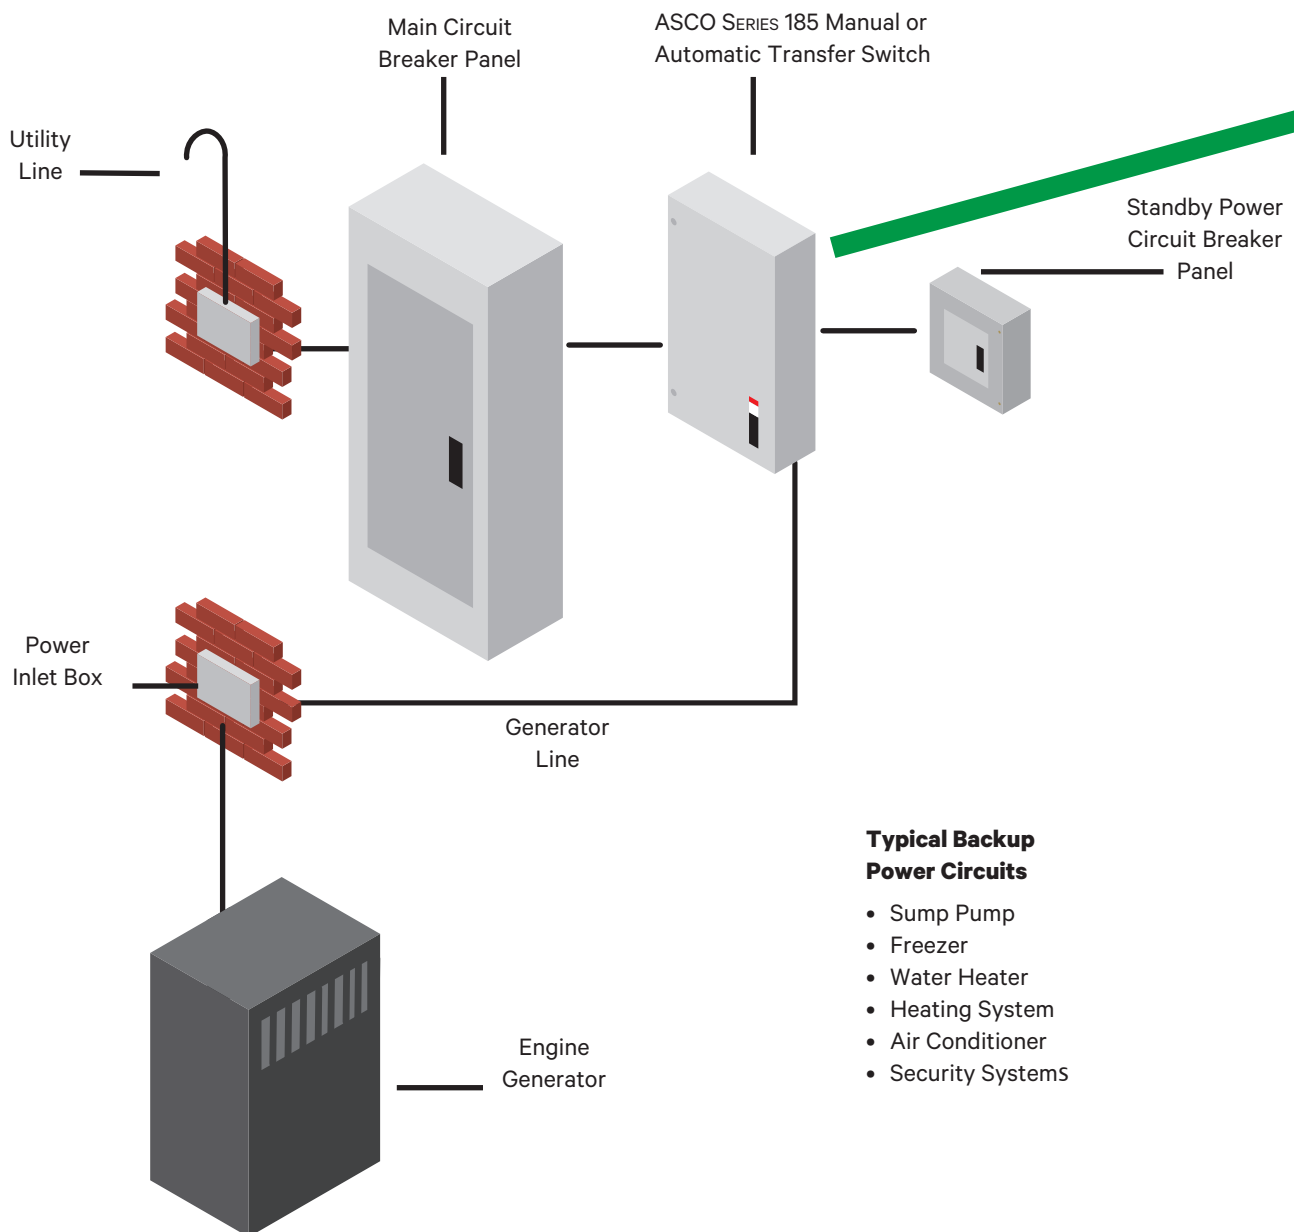 Main Circuit
Breaker Panel
ASCO SERIES 185 Manual or
Automatic Transfer Switch
Utility
Line
Standby Power
Circuit Breaker
Panel
Power
Inlet Box
Generator
Line
Typical Backup
Power Circuits
• Sump Pump
• Freezer
• Water Heater
• Heating System
• Air Conditioner
• Security Systems
Engine
Generator